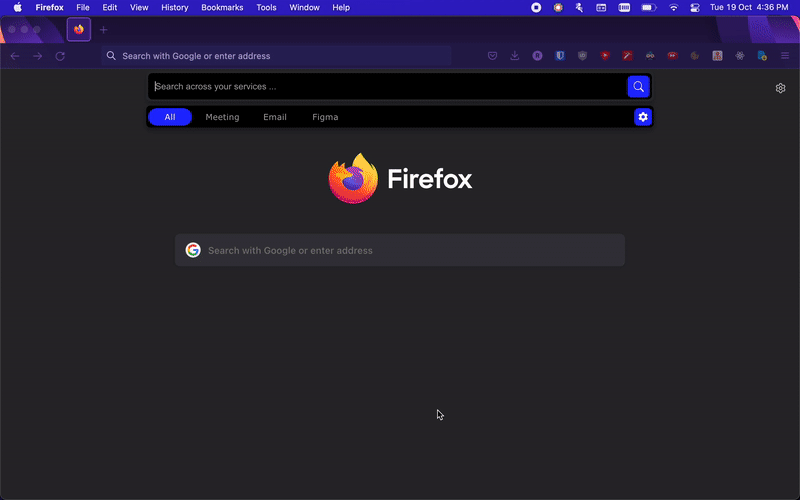 Firefox File Edit View History Bookmarks Tools Window Help Tue 19 Oct 4:36 PM
Search with Google or enter address
Search across your services ...
All Meeting Email Figma
Firefox
Search with Google or enter address